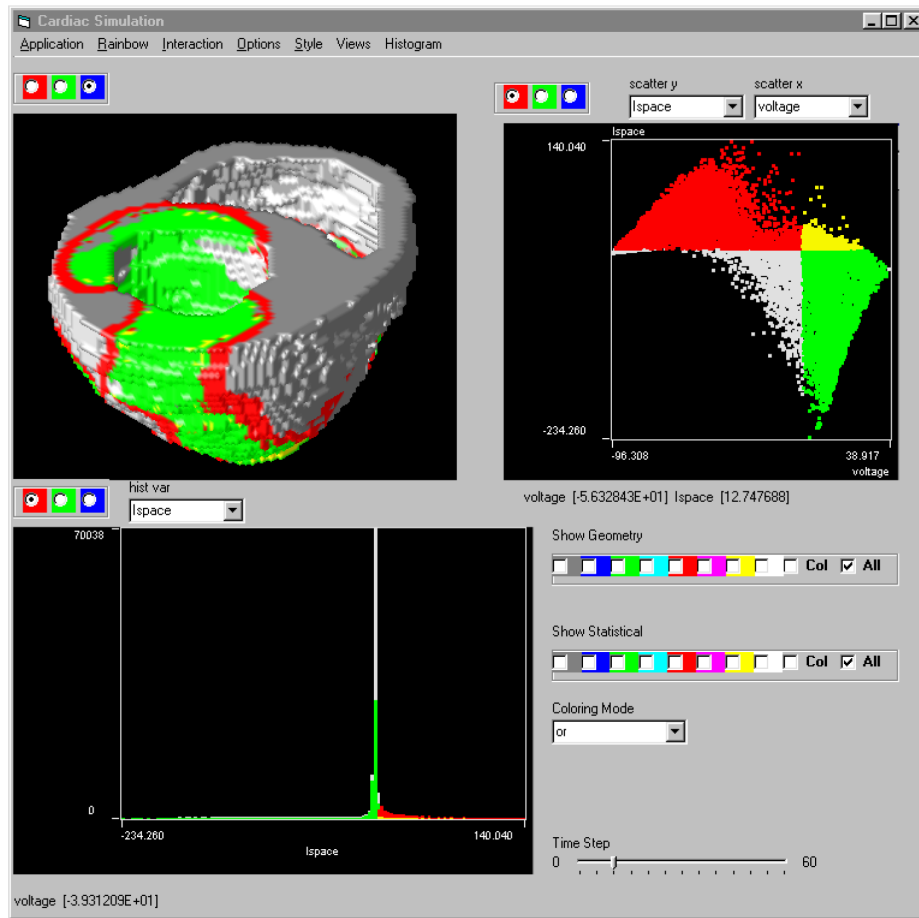 Cardiac Simulation
Application Rainbow Interaction Options Style Views Histogram
scatter y scatter x
Ispace voltage
Ispace
140.040
-234.260
-96.308 38.917
voltage
voltage [-5.632843E+01] Ispace [12.747688]
hist var
Ispace
70038
0
-234.260 140.040
Ispace
Show Geometry
Col All
Show Statistical
Col All
Coloring Mode
or
Time Step
0 60
voltage [-3.931209E+01]